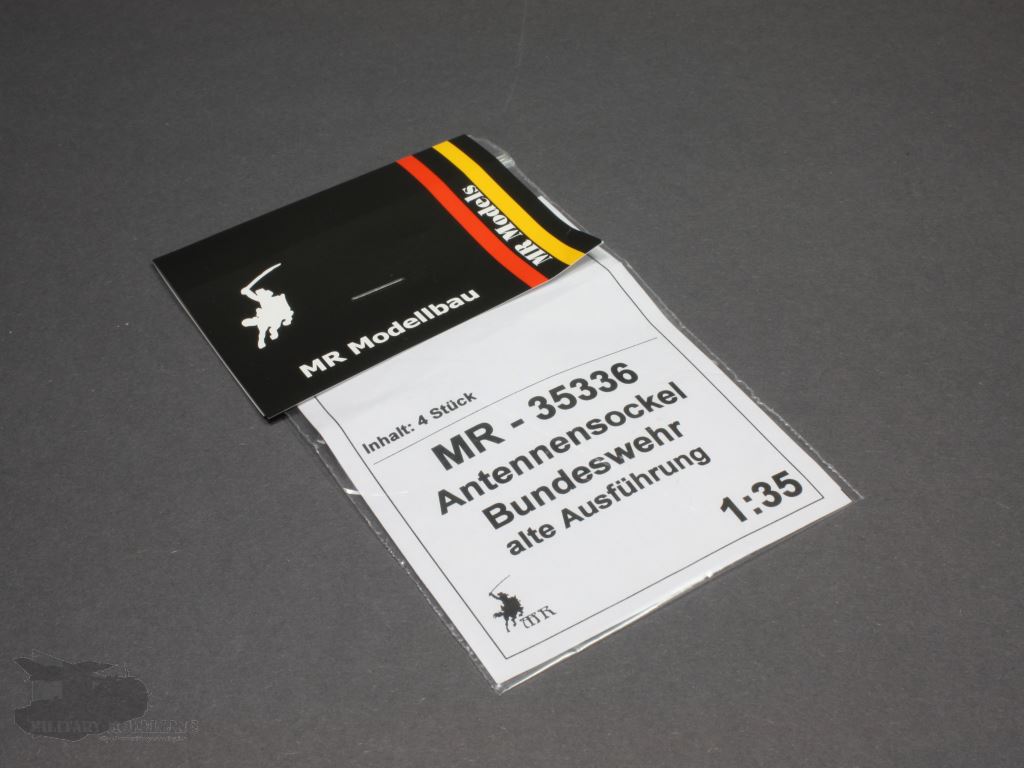 MR Models
MR Modellbau
Inhalt: 4 Stück
MR - 35336
Antennensockel
Bundeswehr
alte Ausführung
1:35
MR